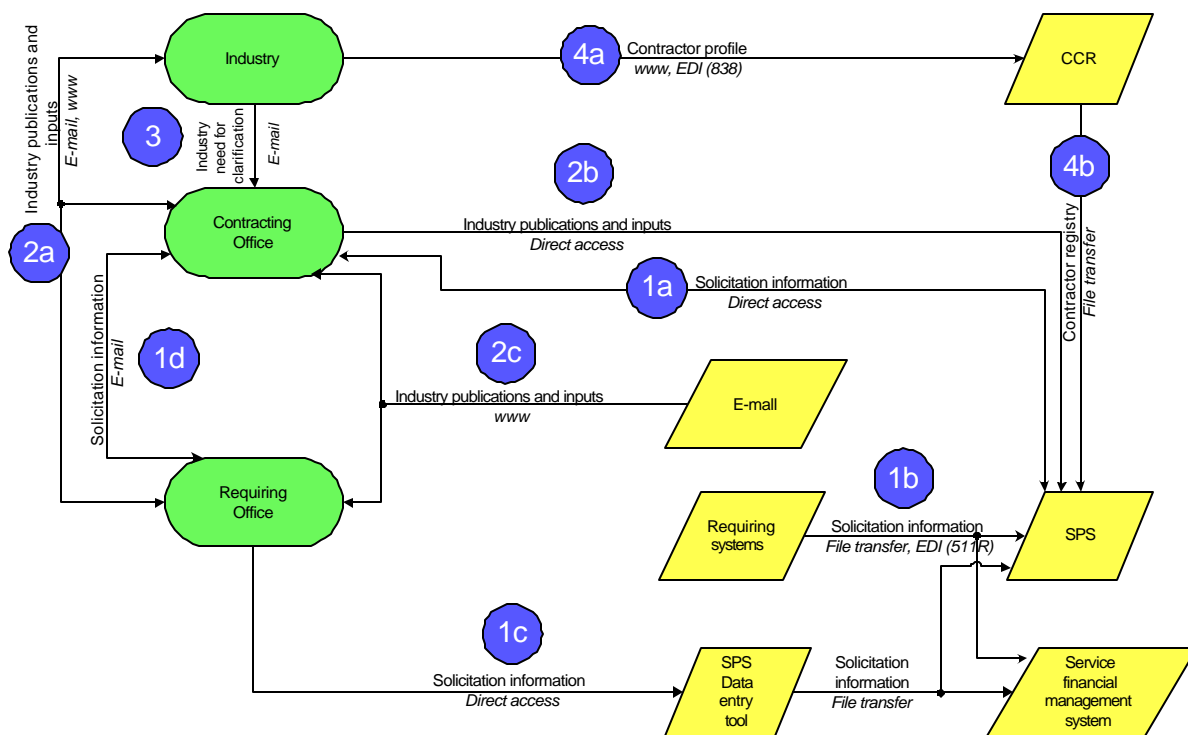 Industry
4a
Contractor profile
www, EDI (838)
CCR
Industry publications and
inputs
E-mail, www
3
Industry
need for
clarification
E-mail
2b
4b
Contracting
Office
Industry publications and inputs
Direct access
2a
1a
Solicitation information
Direct access
Contractor registry
File transfer
Solicitation information
E-mail
1d
2c
Industry publications and inputs
www
E-mall
1b
Requiring
Office
Requiring
systems
Solicitation information
File transfer, EDI (511R)
SPS
1c
Solicitation information
Direct access
SPS
Data
entry
tool
Solicitation
information
File transfer
Service
financial
management
system